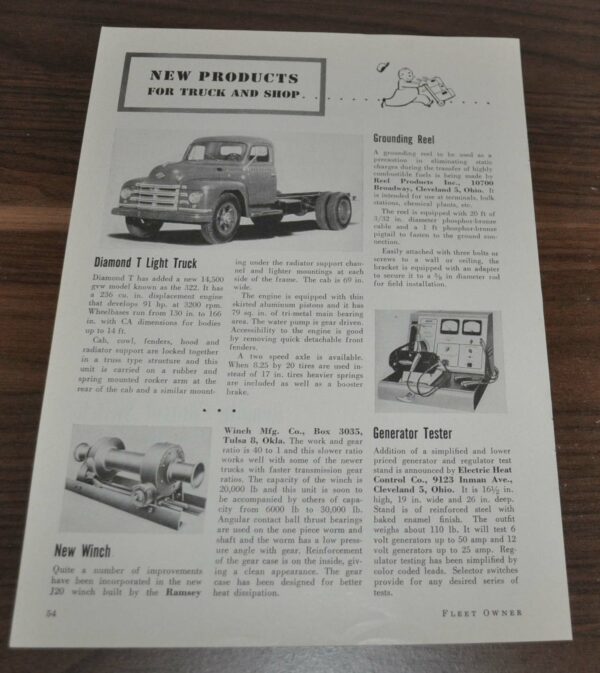 NEW PRODUCTS
FOR TRUCK AND SHOP
Diamond T Light Truck
Diamond T has added a new 14,500
gvw model known as the 322. It has
a 236 cu. in. displacement engine
that develops 91 hp. at 3200 rpm.
Wheelbases run from 130 in. to 166
in. with CA dimensions for bodies
up to 14 ft.
Cab, cowl, fenders, hood and
radiator support are locked together
in a truss type structure and this
unit is carried on a rubber and
spring mounted rocker arm at the
rear of the cab and a similar mount-
ing under the radiator support chan-
nel and lighter mountings at each
side of the frame. The cab is 69 in.
wide.
The engine is equipped with thin
skirted aluminum pistons and it has
79 sq. in. of tri-metal main bearing
area. The water pump is gear driven.
Accessibility to the engine is good
by removing quick detachable front
fenders.
A two speed axle is available.
When 8.25 by 20 tires are used in-
stead of 17 in. tires heavier springs
are included as well as a booster
brake.
Grounding Reel
A grounding reel to be used as a
precaution in eliminating static
charges during the transfer of highly
combustible fuels is being made by
Reel Products Inc., 10700
Broadway, Cleveland 5, Ohio. It
is intended for use at terminals, bulk
stations, chemical plants, etc.
The reel is equipped with 20 ft of
3/32 in. diameter phosphor-bronze
cable and a 1 ft phosphor-bronze
pigtail to fasten to the ground con-
nection.
Easily attached with three bolts or
screws to a wall or ceiling, the
bracket is equipped with an adapter
to secure it to a 5/8 in diameter rod
for field installation.
New Winch
Quite a number of improvements
have been incorporated in the new
J20 winch built by the Ramsey
Winch Mfg. Co., Box 3035,
Tulsa 8, Okla. The work and gear
ratio is 40 to 1 and this slower ratio
works well with some of the newer
trucks with faster transmission gear
ratios. The capacity of the winch is
20,000 lb and this unit is soon to
be accompanied by others of capa-
city from 6000 lb to 30,000 lb.
Angular contact ball thrust bearings
are used on the one piece worm and
shaft and the worm has a low pres-
sure angle with gear. Reinforcement
of the gear case is on the inside, giv-
ing a clean appearance. The gear
case has been designed for better
heat dissipation.
Generator Tester
Addition of a simplified and lower
priced generator and regulator test
stand is announced by Electric Heat
Control Co., 9123 Inman Ave.,
Cleveland 5, Ohio. It is 16½ in.
high, 19 in. wide and 26 in. deep.
Stand is of reinforced steel with
baked enamel finish. The outfit
weighs about 110 lb. It will test 6
volt generators up to 50 amp and 12
volt generators up to 25 amp. Reg-
ulator testing has been simplified by
color coded leads. Selector switches
provide for any desired series of
tests.
54
FLEET OWNER